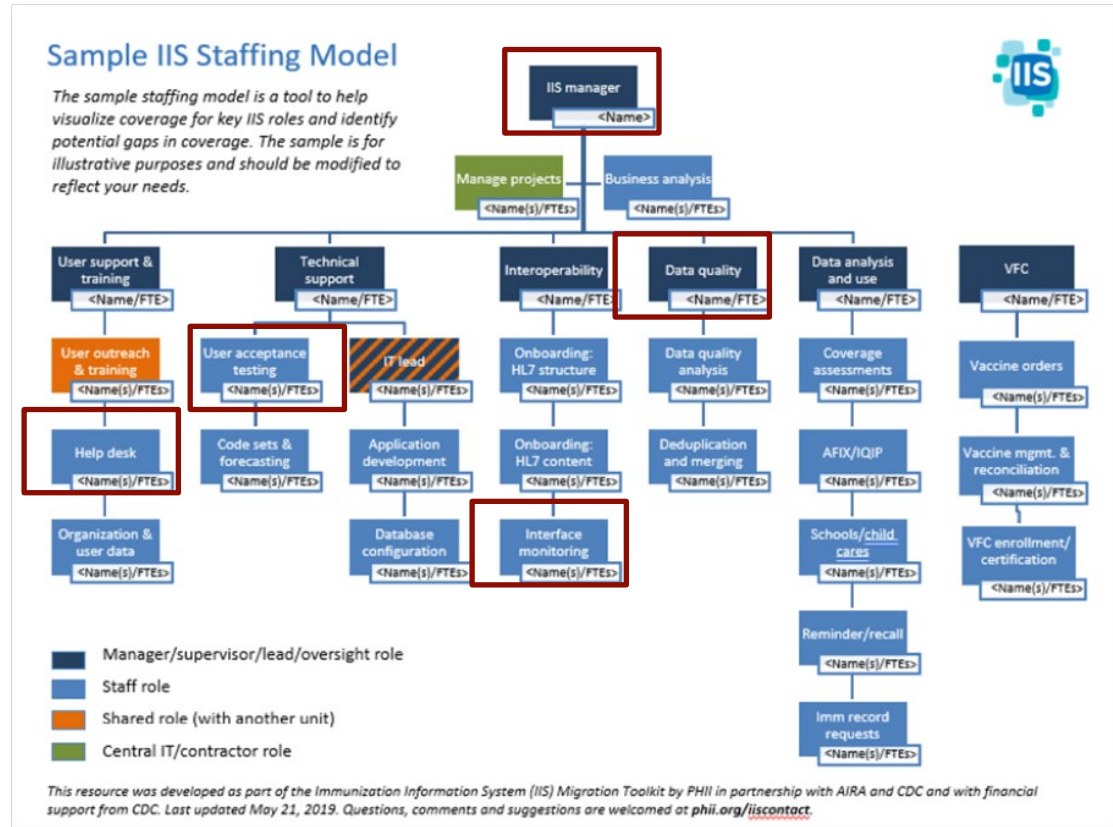 Sample IIS Staffing Model
The sample staffing model is a tool to help
visualize coverage for key IIS roles and identify
potential gaps in coverage. The sample is for
illustrative purposes and should be modified to
reflect your needs.
IIS
IIS manager
<Name>
Manage projects
<Name(s)/FTEs>
Business analysis
<Name(s)/FTEs>
User support &
training
<Name/FTE>
Technical
support
<Name/FTE>
Interoperability
<Name/FTE>
Data quality
<Name/FTE>
Data analysis
and use
<Name/FTE>
VFC
<Name/FTE>
User outreach
& training
<Name(s)/FTEs>
User acceptance
testing
<Name(s)/FTEs>
IT lead
<Name(s)/FTEs>
Onboarding:
HL7 structure
<Name(s)/FTEs>
Data quality
analysis
<Name(s)/FTEs>
Coverage
assessments
<Name(s)/FTEs>
Vaccine orders
<Name(s)/FTEs>
Help desk
<Name(s)/FTEs>
Code sets &
forecasting
<Name(s)/FTEs>
Application
development
<Name(s)/FTEs>
Onboarding:
HL7 content
<Name(s)/FTEs>
Deduplication
and merging
<Name(s)/FTEs>
AFIX/IQIP
<Name(s)/FTEs>
Vaccine mgmt. &
reconciliation
<Name(s)/FTEs>
Organization &
user data
<Name(s)/FTEs>
Database
configuration
<Name(s)/FTEs>
Interface
monitoring
<Name(s)/FTEs>
Schools/child
cares
<Name(s)/FTEs>
VFC enrollment/
certification
<Name(s)/FTEs>
Reminder/recall
<Name(s)/FTEs>
Imm record
requests
<Name(s)/FTEs>
Manager/supervisor/lead/oversight role
Staff role
Shared role (with another unit)
Central IT/contractor role
This resource was developed as part of the Immunization Information System (IIS) Migration Toolkit by PHII in partnership with AIRA and CDC and with financial
support from CDC. Last updated May 21, 2019. Questions, comments and suggestions are welcomed at phii.org/iiscontact.